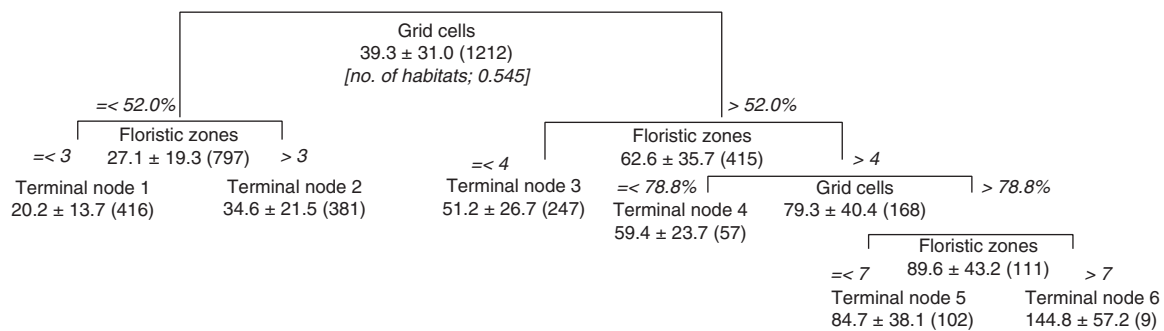 Grid cells
39.3 ± 31.0 (1212)
[no. of habitats; 0.545]
=< 52.0%
> 52.0%
Floristic zones
=< 3
27.1 ± 19.3 (797)
> 3
Floristic zones
=< 4
62.6 ± 35.7 (415)
> 4
Terminal node 1
20.2 ± 13.7 (416)
Terminal node 2
34.6 ± 21.5 (381)
Terminal node 3
51.2 ± 26.7 (247)
=< 78.8%
Grid cells
> 78.8%
Terminal node 4
79.3 ± 40.4 (168)
59.4 ± 23.7 (57)
Floristic zones
=< 7
89.6 ± 43.2 (111)
> 7
Terminal node 5
84.7 ± 38.1 (102)
Terminal node 6
144.8 ± 57.2 (9)